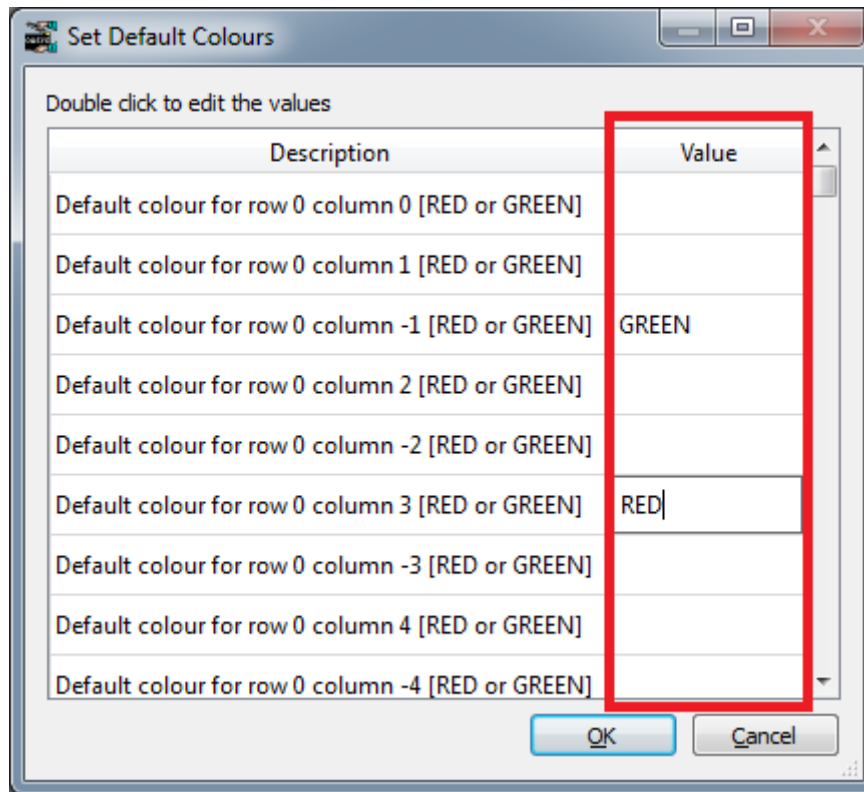 Set Default Colours
Double click to edit the values
Description Value
Default colour for row 0 column 0 [RED or GREEN]
Default colour for row 0 column 1 [RED or GREEN]
Default colour for row 0 column -1 [RED or GREEN] GREEN
Default colour for row 0 column 2 [RED or GREEN]
Default colour for row 0 column -2 [RED or GREEN]
Default colour for row 0 column 3 [RED or GREEN] RED
Default colour for row 0 column -3 [RED or GREEN]
Default colour for row 0 column 4 [RED or GREEN]
Default colour for row 0 column -4 [RED or GREEN]
OK Cancel